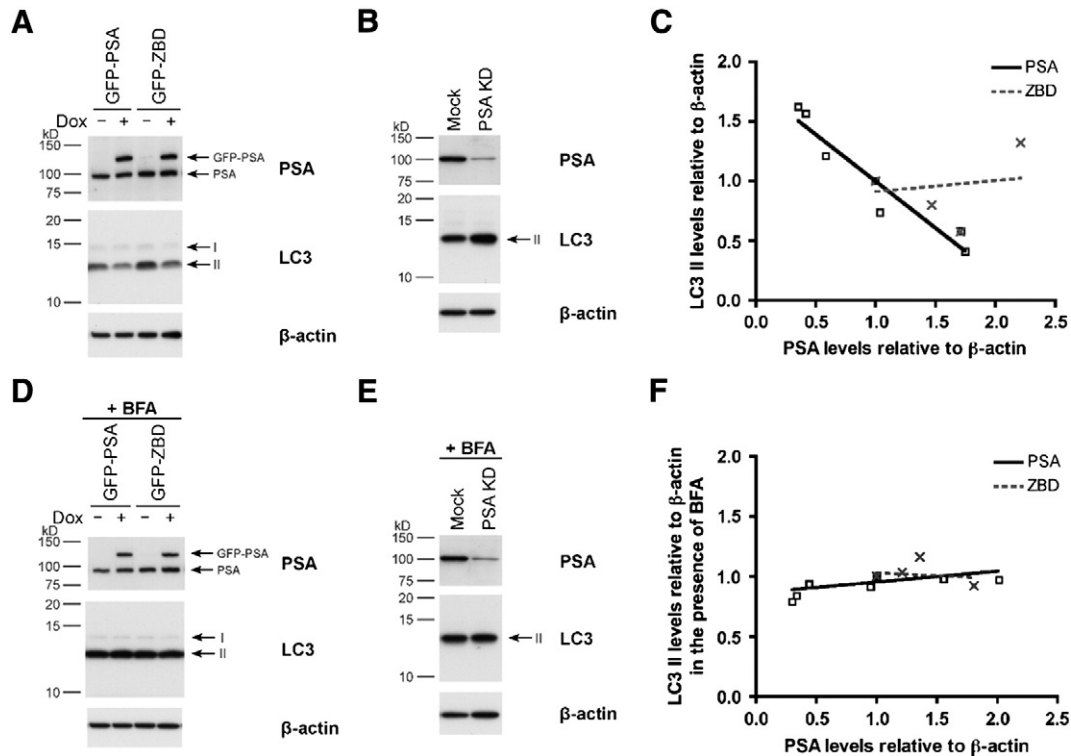 A
GFP-PSA
GFP-ZBD
Dox − + − +
kD
150
100
75
GFP-PSA
PSA
PSA
20
15
10
I
II
LC3
β-actin
B
Mock
PSA KD
kD
150
100
75
PSA
20
15
10
II
LC3
β-actin
C
LC3 II levels relative to β-actin
2.0
1.5
1.0
0.5
0.0
0.0 0.5 1.0 1.5 2.0 2.5
PSA levels relative to β-actin
PSA
ZBD
D
+ BFA
GFP-PSA
GFP-ZBD
Dox − + − +
kD
150
100
75
GFP-PSA
PSA
PSA
20
15
10
I
II
LC3
β-actin
E
+ BFA
Mock
PSA KD
kD
150
100
75
PSA
20
15
10
II
LC3
β-actin
F
LC3 II levels relative to β-actin
in the presence of BFA
2.0
1.5
1.0
0.5
0.0
0.0 0.5 1.0 1.5 2.0 2.5
PSA levels relative to β-actin
PSA
ZBD